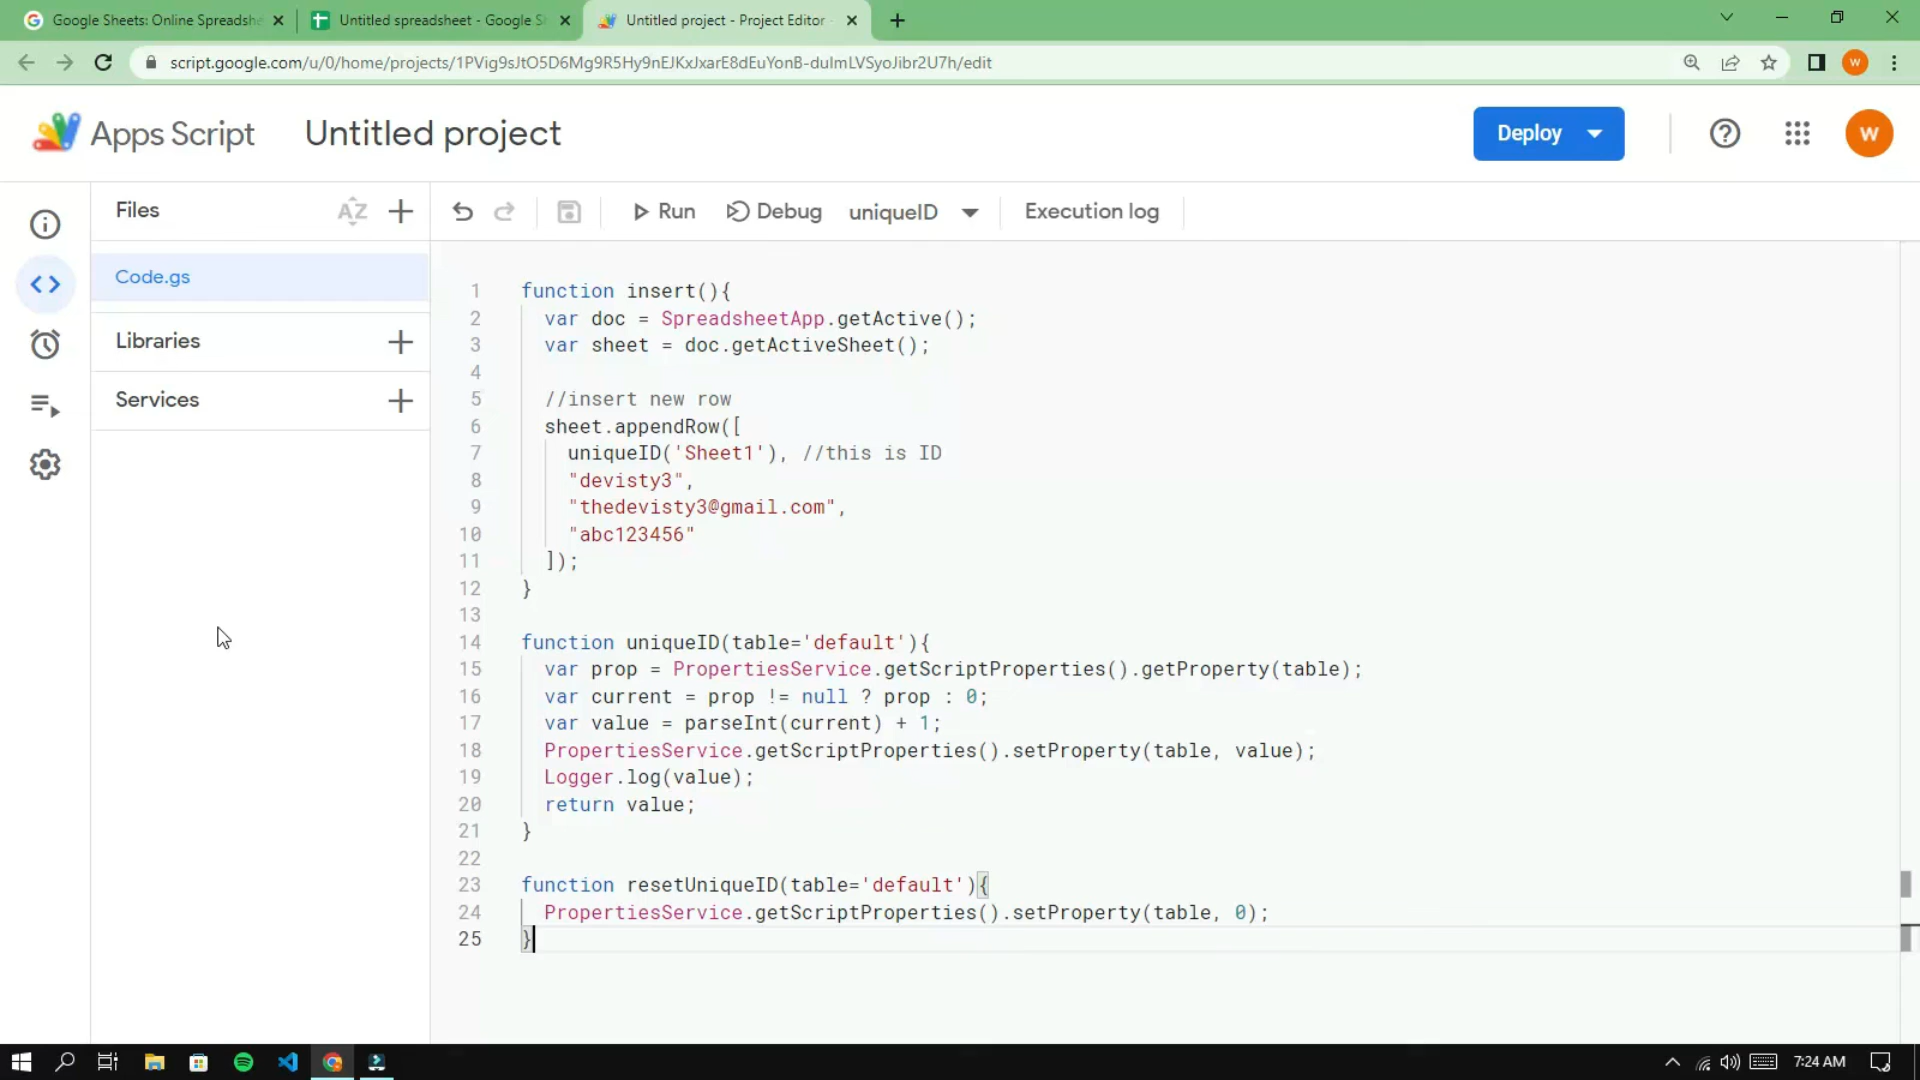 Google Sheets: Online Spreadshe
Untitled spreadsheet - Google S
Untitled project - Project Editor
script.google.com/u/0/home/projects/1PVig9sJtO5D6Mg9R5Hy9nEJKxJxarE8dEuYonB-dulmLVSyoJibr2U7h/edit
W
Apps Script
Untitled project
Deploy
W
Files
AZ
Run
Debug
uniqueID
Execution log
Code.gs
Libraries
Services
1 function insert(){
2 var doc = SpreadsheetApp.getActive();
3 var sheet = doc.getActiveSheet();
4
5 //insert new row
6 sheet.appendRow([
7 uniqueID('Sheet1'), //this is ID
8 "devisty3",
9 "thedevisty3@gmail.com",
10 "abc123456"
11 ]);
12 }
13
14 function uniqueID(table='default'){
15 var prop = PropertiesService.getScriptProperties().getProperty(table);
16 var current = prop != null ? prop : 0;
17 var value = parseInt(current) + 1;
18 PropertiesService.getScriptProperties().setProperty(table, value);
19 Logger.log(value);
20 return value;
21 }
22
23 function resetUniqueID(table='default'){
24 PropertiesService.getScriptProperties().setProperty(table, 0);
25 }
7:24 AM